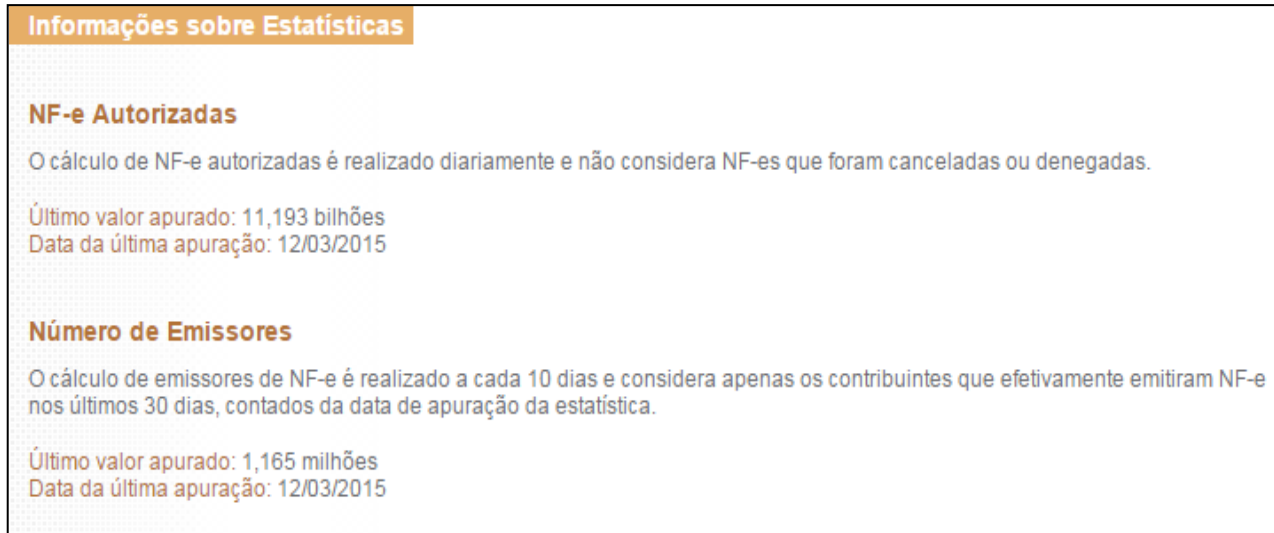 Informações sobre Estatísticas
NF-e Autorizadas
O cálculo de NF-e autorizadas é realizado diariamente e não considera NF-es que foram canceladas ou denegadas.
Último valor apurado: 11,193 bilhões
Data da última apuração: 12/03/2015
Número de Emissores
O cálculo de emissores de NF-e é realizado a cada 10 dias e considera apenas os contribuintes que efetivamente emitiram NF-e
nos últimos 30 dias, contados da data de apuração da estatística.
Último valor apurado: 1,165 milhões
Data da última apuração: 12/03/2015